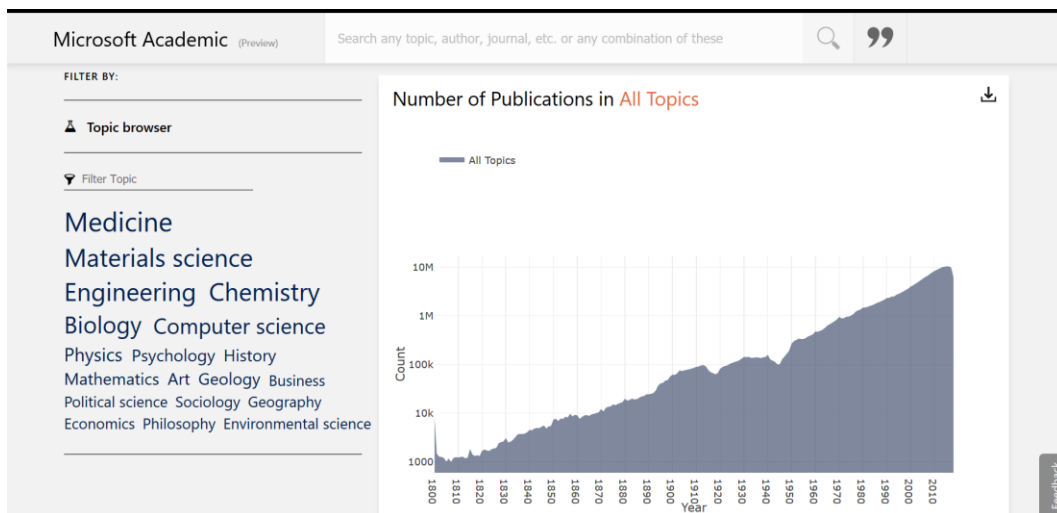 Microsoft Academic (Preview)
Search any topic, author, journal, etc. or any combination of these
FILTER BY:
Topic browser
Filter Topic
Medicine
Materials science
Engineering Chemistry
Biology Computer science
Physics Psychology History
Mathematics Art Geology Business
Political science Sociology Geography
Economics Philosophy Environmental science
Number of Publications in All Topics
All Topics
10M
1M
100k
10k
1000
Count
1800 1810 1820 1830 1840 1850 1860 1870 1880 1890 1900 1910 1920 1930 1940 1950 1960 1970 1980 1990 2000 2010
Year
Feedback